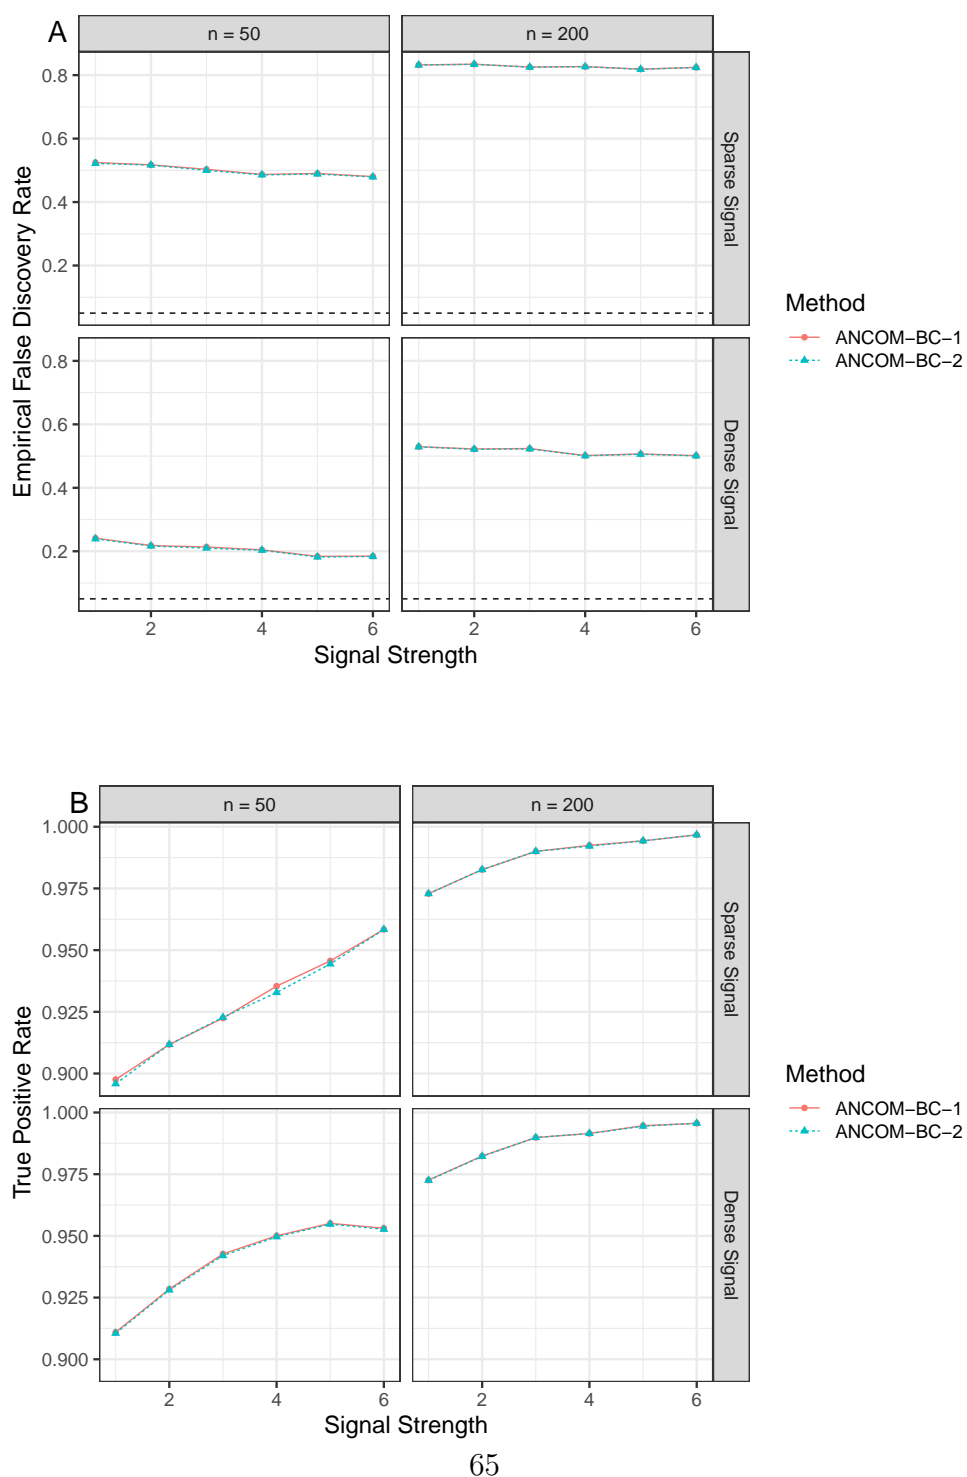 A
n = 50
n = 200
Empirical False Discovery Rate
0.8
0.6
0.4
0.2
Sparse Signal
0.8
0.6
0.4
0.2
Dense Signal
2
4
6
2
4
6
Signal Strength
Method
ANCOM−BC−1
ANCOM−BC−2
B
n = 50
n = 200
True Positive Rate
1.000
0.975
0.950
0.925
0.900
Sparse Signal
1.000
0.975
0.950
0.925
0.900
Dense Signal
2
4
6
2
4
6
Signal Strength
Method
ANCOM−BC−1
ANCOM−BC−2
65